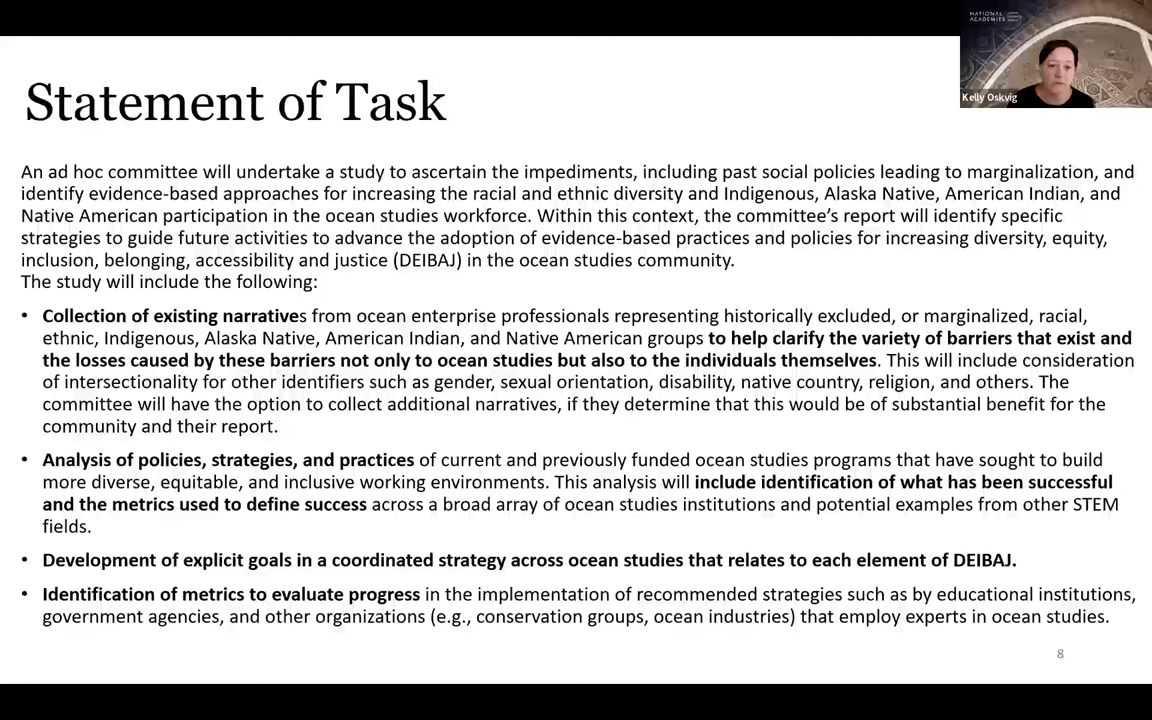 NATIONAL
ACADEMIES
Kelly Oskvig
Statement of Task
An ad hoc committee will undertake a study to ascertain the impediments, including past social policies leading to marginalization, and
identify evidence-based approaches for increasing the racial and ethnic diversity and Indigenous, Alaska Native, American Indian, and
Native American participation in the ocean studies workforce. Within this context, the committee’s report will identify specific
strategies to guide future activities to advance the adoption of evidence-based practices and policies for increasing diversity, equity,
inclusion, belonging, accessibility and justice (DEIBAJ) in the ocean studies community.
The study will include the following:
• Collection of existing narratives from ocean enterprise professionals representing historically excluded, or marginalized, racial,
ethnic, Indigenous, Alaska Native, American Indian, and Native American groups to help clarify the variety of barriers that exist and
the losses caused by these barriers not only to ocean studies but also to the individuals themselves. This will include consideration
of intersectionality for other identifiers such as gender, sexual orientation, disability, native country, religion, and others. The
committee will have the option to collect additional narratives, if they determine that this would be of substantial benefit for the
community and their report.
• Analysis of policies, strategies, and practices of current and previously funded ocean studies programs that have sought to build
more diverse, equitable, and inclusive working environments. This analysis will include identification of what has been successful
and the metrics used to define success across a broad array of ocean studies institutions and potential examples from other STEM
fields.
• Development of explicit goals in a coordinated strategy across ocean studies that relates to each element of DEIBAJ.
• Identification of metrics to evaluate progress in the implementation of recommended strategies such as by educational institutions,
government agencies, and other organizations (e.g., conservation groups, ocean industries) that employ experts in ocean studies.
8